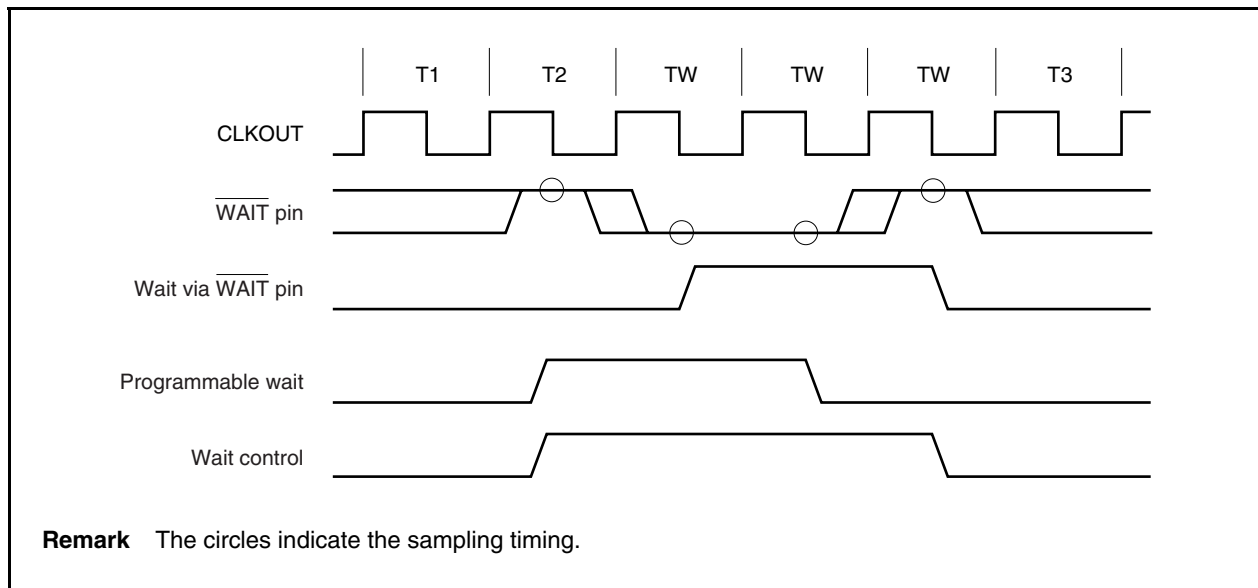 T1 T2 TW TW TW T3
CLKOUT
WAIT pin
Wait via WAIT pin
Programmable wait
Wait control
Remark The circles indicate the sampling timing.